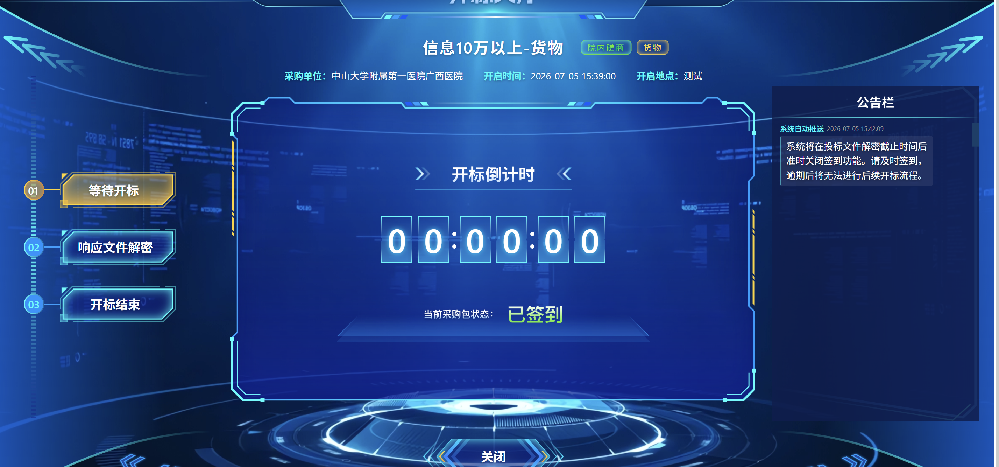 信息10万以上-货物 院内磋商 货物
采购单位：中山大学附属第一医院广西医院 开启时间：2026-07-05 15:39:00 开启地点：测试
01 等待开标
02 响应文件解密
03 开标结束
开标倒计时
00:00:00
当前采购包状态： 已签到
关闭
公告栏
系统自动推送 2026-07-05 15:42:09
系统将在投标文件解密截止时间后
准时关闭签到功能。请及时签到，
逾期后将无法进行后续开标流程。